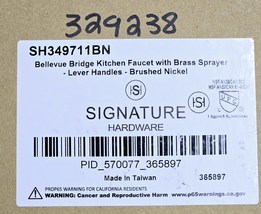 329238
SH349711BN
Bellevue Bridge Kitchen Faucet with Brass Sprayer
- Lever Handles - Brushed Nickel
SIGNATURE
HARDWARE
PID_570077_365897
Made In Taiwan
365897
PROP65 WARNING FOR CALIFORNIA RESIDENTS
WARNING: Cancer and Reproductive Harm www.p65warnings.ca.gov